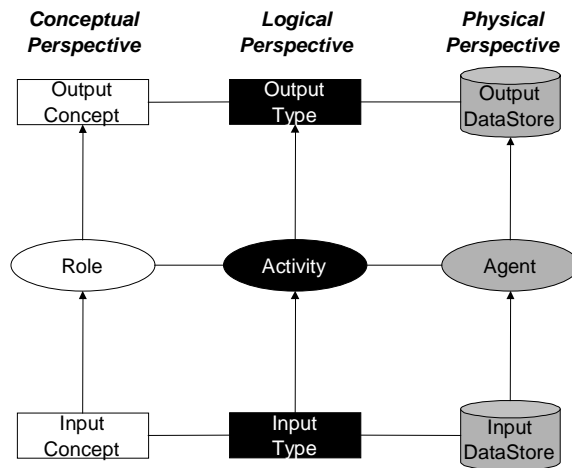 Conceptual Perspective
Logical Perspective
Physical Perspective
Output Concept
Output Type
Output DataStore
Role
Activity
Agent
Input Concept
Input Type
Input DataStore